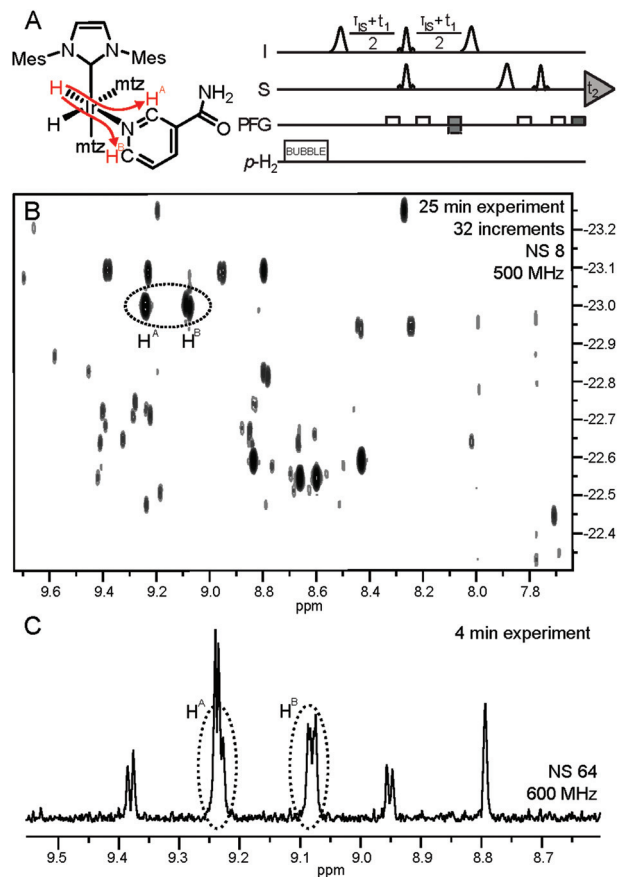 A
N
N
Mes
Mes
H
mtz
H^A
NH₂
Ir
N
O
H
mtz
H^B
τIS+t₁
2
τIS+t₁
2
I
S
t₂
PFG
p-H₂
BUBBLE
B
25 min experiment
32 increments
NS 8
500 MHz
H^A
H^B
-23.2
-23.1
-23.0
-22.9
-22.8
-22.7
-22.6
-22.5
-22.4
9.6
9.4
9.2
9.0
8.8
8.6
8.4
8.2
8.0
7.8
ppm
C
4 min experiment
H^A
H^B
NS 64
600 MHz
9.5
9.4
9.3
9.2
9.1
9.0
8.9
8.8
8.7
ppm